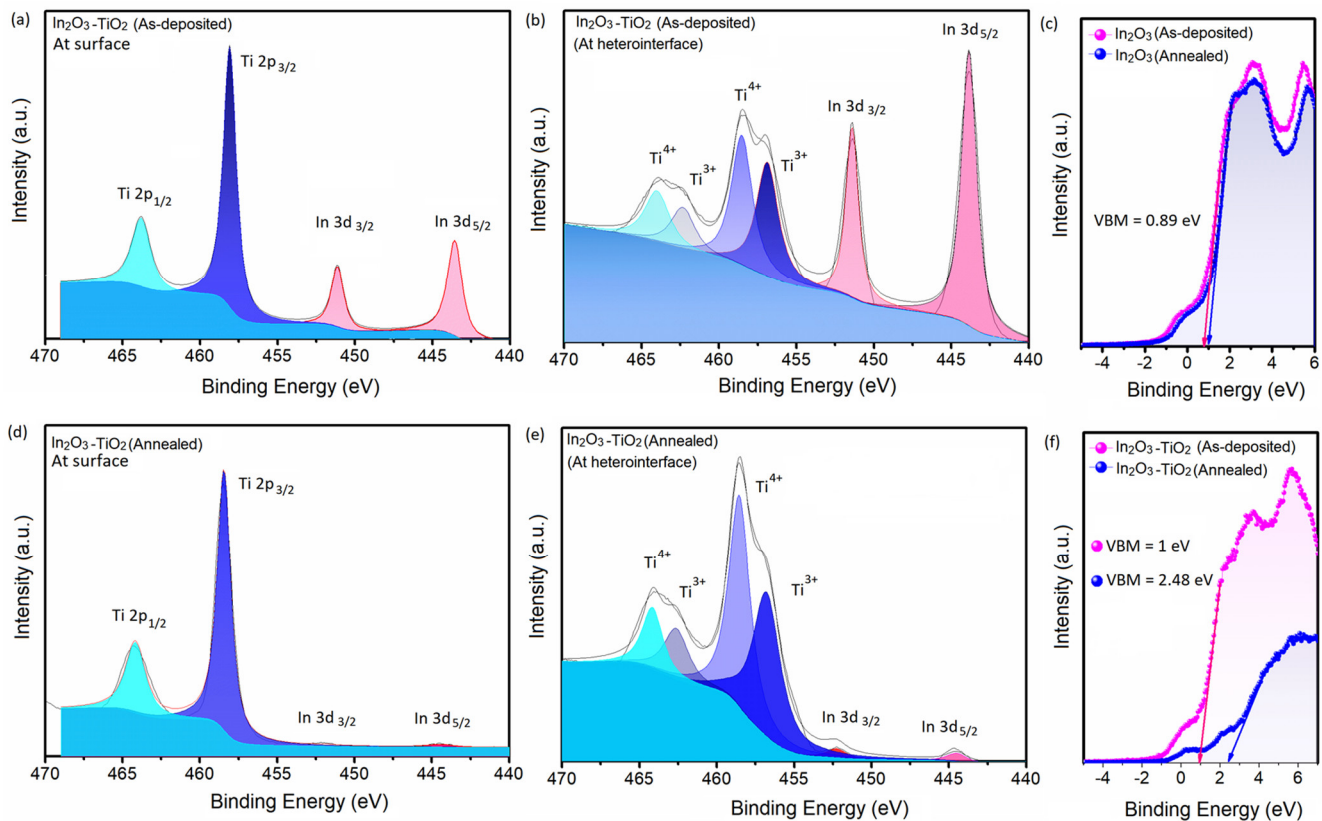 (a)
In₂O₃-TiO₂ (As-deposited)
At surface
Ti 2p₃/₂
Ti 2p₁/₂
In 3d ₃/₂
In 3d₅/₂
Intensity (a.u.)
470 465 460 455 450 445 440
Binding Energy (eV)
(b)
In₂O₃-TiO₂ (As-deposited)
(At heterointerface)
In 3d₅/₂
Ti⁴⁺
In 3d ₃/₂
Ti⁴⁺
Ti³⁺
Ti³⁺
Intensity (a.u.)
470 465 460 455 450 445 440
Binding Energy (eV)
(c)
In₂O₃ (As-deposited)
In₂O₃ (Annealed)
VBM = 0.89 eV
Intensity (a.u.)
-4 -2 0 2 4 6
Binding Energy (eV)
(d)
In₂O₃-TiO₂ (Annealed)
At surface
Ti 2p₃/₂
Ti 2p₁/₂
In 3d ₃/₂
In 3d₅/₂
Intensity (a.u.)
470 465 460 455 450 445 440
Binding Energy (eV)
(e)
In₂O₃-TiO₂ (Annealed)
(At heterointerface)
Ti⁴⁺
Ti⁴⁺
Ti³⁺
Ti³⁺
In 3d ₃/₂
In 3d₅/₂
Intensity (a.u.)
470 465 460 455 450 445 440
Binding Energy (eV)
(f)
In₂O₃-TiO₂ (As-deposited)
In₂O₃-TiO₂ (Annealed)
VBM = 1 eV
VBM = 2.48 eV
Intensity (a.u.)
-4 -2 0 2 4 6
Binding Energy (eV)